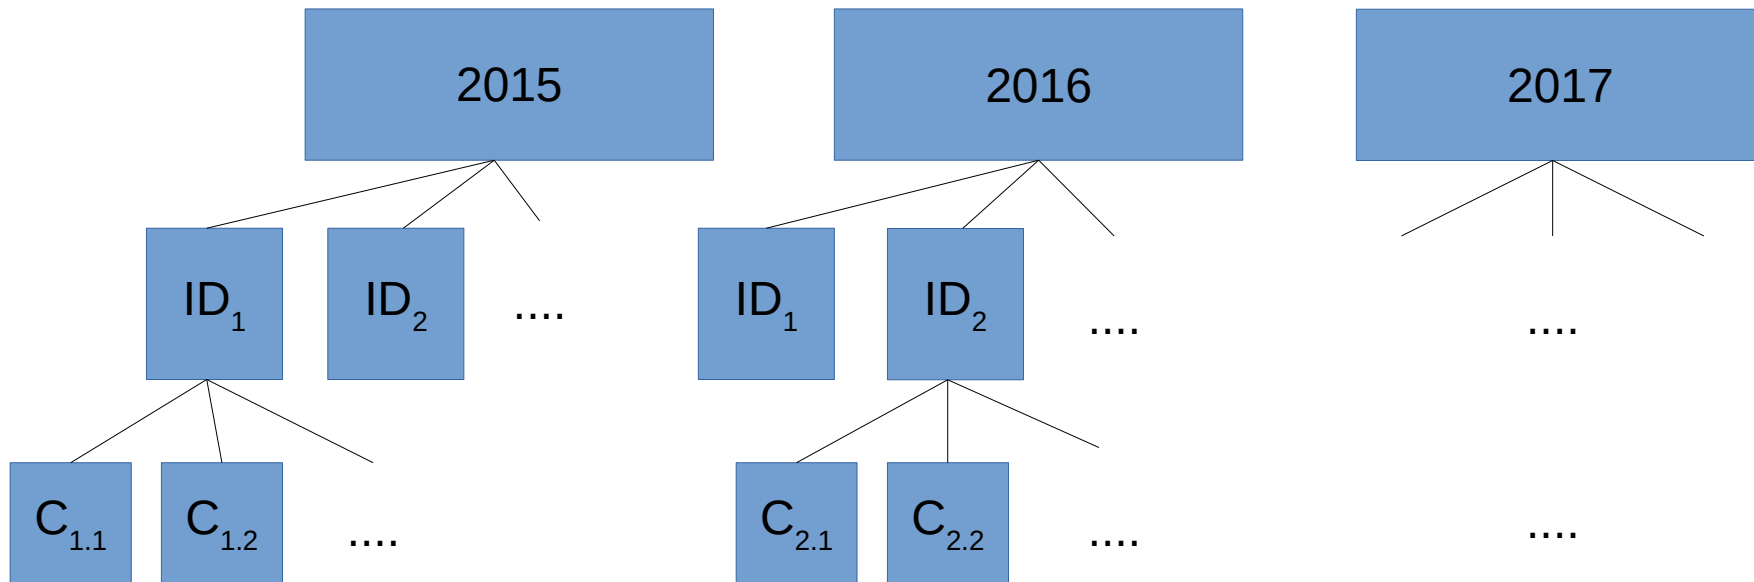 2015 2016 2017
ID1 ID2 .... ID1 ID2 .... ....
C1.1 C1.2 .... C2.1 C2.2 .... ....